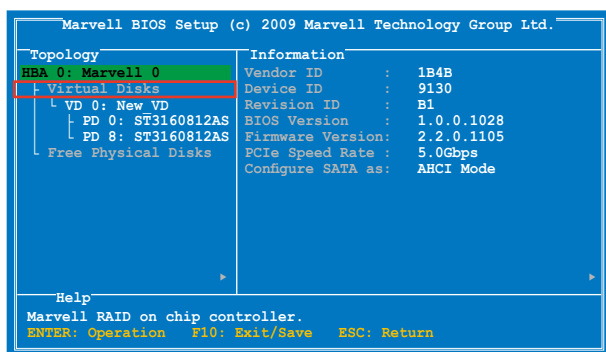 Marvell BIOS Setup (c) 2009 Marvell Technology Group Ltd.
Topology
HBA 0: Marvell 0
Virtual Disks
VD 0: New_VD
PD 0: ST3160812AS
PD 8: ST3160812AS
Free Physical Disks
Information
Vendor ID : 1B4B
Device ID : 9130
Revision ID : B1
BIOS Version : 1.0.0.1028
Firmware Version: 2.2.0.1105
PCIe Speed Rate : 5.0Gbps
Configure SATA as: AHCI Mode
Help
Marvell RAID on chip controller.
ENTER: Operation F10: Exit/Save ESC: Return